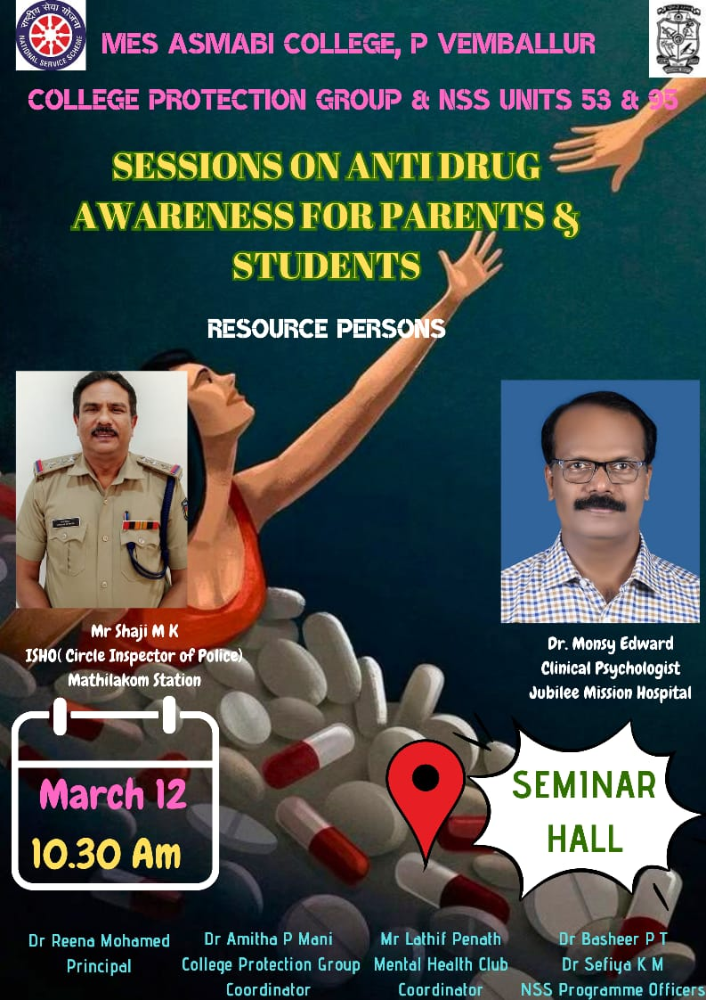 राष्ट्रीय सेवा योजना
NATIONAL SERVICE SCHEME
MES ASMABI COLLEGE, P VEMBALLUR
COLLEGE PROTECTION GROUP & NSS UNITS 53 & 95
SESSIONS ON ANTI DRUG
AWARENESS FOR PARENTS &
STUDENTS
RESOURCE PERSONS
Mr Shaji M K
ISHO( Circle Inspector of Police)
Mathilakom Station
Dr. Monsy Edward
Clinical Psychologist
Jubilee Mission Hospital
March 12
10.30 Am
SEMINAR
HALL
Dr Reena Mohamed
Principal
Dr Amitha P Mani
College Protection Group
Coordinator
Mr Lathif Penath
Mental Health Club
Coordinator
Dr Basheer P T
Dr Sefiya K M
NSS Programme Officers